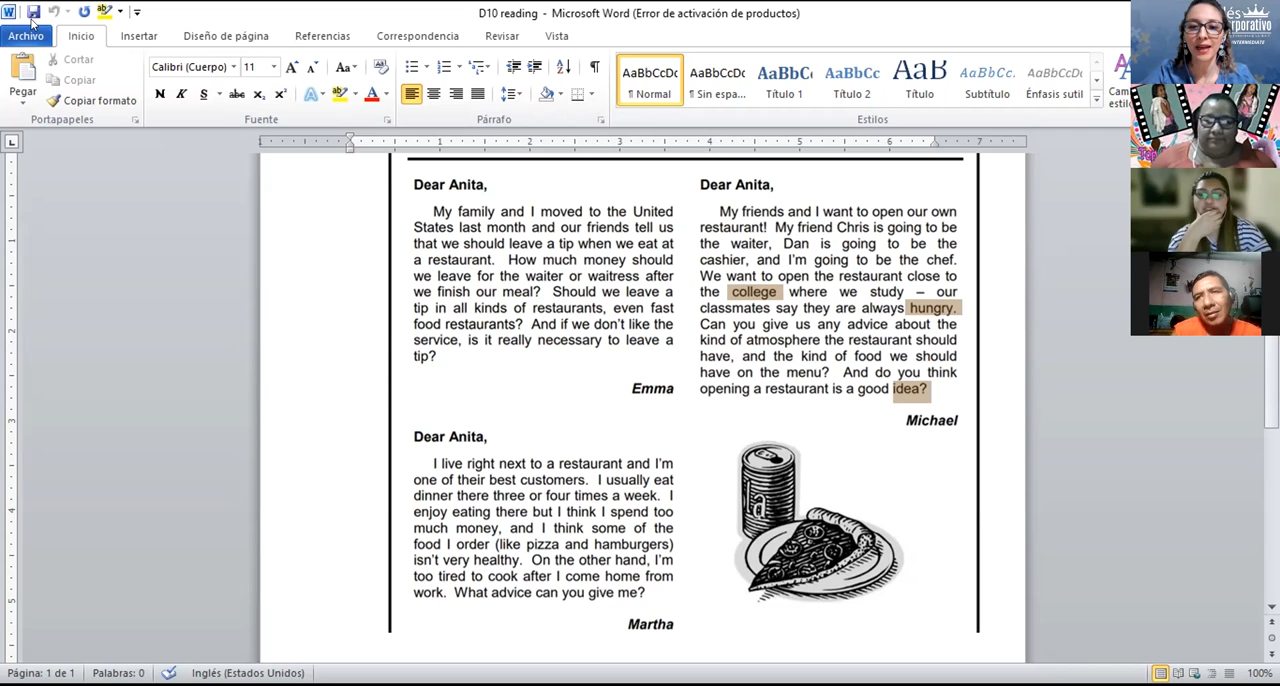 D10 reading - Microsoft Word (Error de activación de productos)
Archivo Inicio Insertar Diseño de página Referencias Correspondencia Revisar Vista
Pegar
Cortar
Copiar
Copiar formato
Portapapeles
Calibri (Cuerpo) 11
Fuente
Párrafo
AaBbCcDc
¶ Normal
AaBbCcDc
¶ Sin espa...
AaBbC
Título 1
AaBbCc
Título 2
AaB
Título
AaBbCc.
Subtítulo
AaBbCcDc
Énfasis sutil
Estilos
Dear Anita,
My family and I moved to the United
States last month and our friends tell us
that we should leave a tip when we eat at
a restaurant. How much money should
we leave for the waiter or waitress after
we finish our meal? Should we leave a
tip in all kinds of restaurants, even fast
food restaurants? And if we don't like the
service, is it really necessary to leave a
tip?
Emma
Dear Anita,
I live right next to a restaurant and I'm
one of their best customers. I usually eat
dinner there three or four times a week. I
enjoy eating there but I think I spend too
much money, and I think some of the
food I order (like pizza and hamburgers)
isn't very healthy. On the other hand, I'm
too tired to cook after I come home from
work. What advice can you give me?
Martha
Dear Anita,
My friends and I want to open our own
restaurant! My friend Chris is going to be
the waiter, Dan is going to be the
cashier, and I'm going to be the chef.
We want to open the restaurant close to
the college where we study – our
classmates say they are always hungry.
Can you give us any advice about the
kind of atmosphere the restaurant should
have, and the kind of food we should
have on the menu? And do you think
opening a restaurant is a good idea?
Michael
Página: 1 de 1 Palabras: 0 Inglés (Estados Unidos) 100%